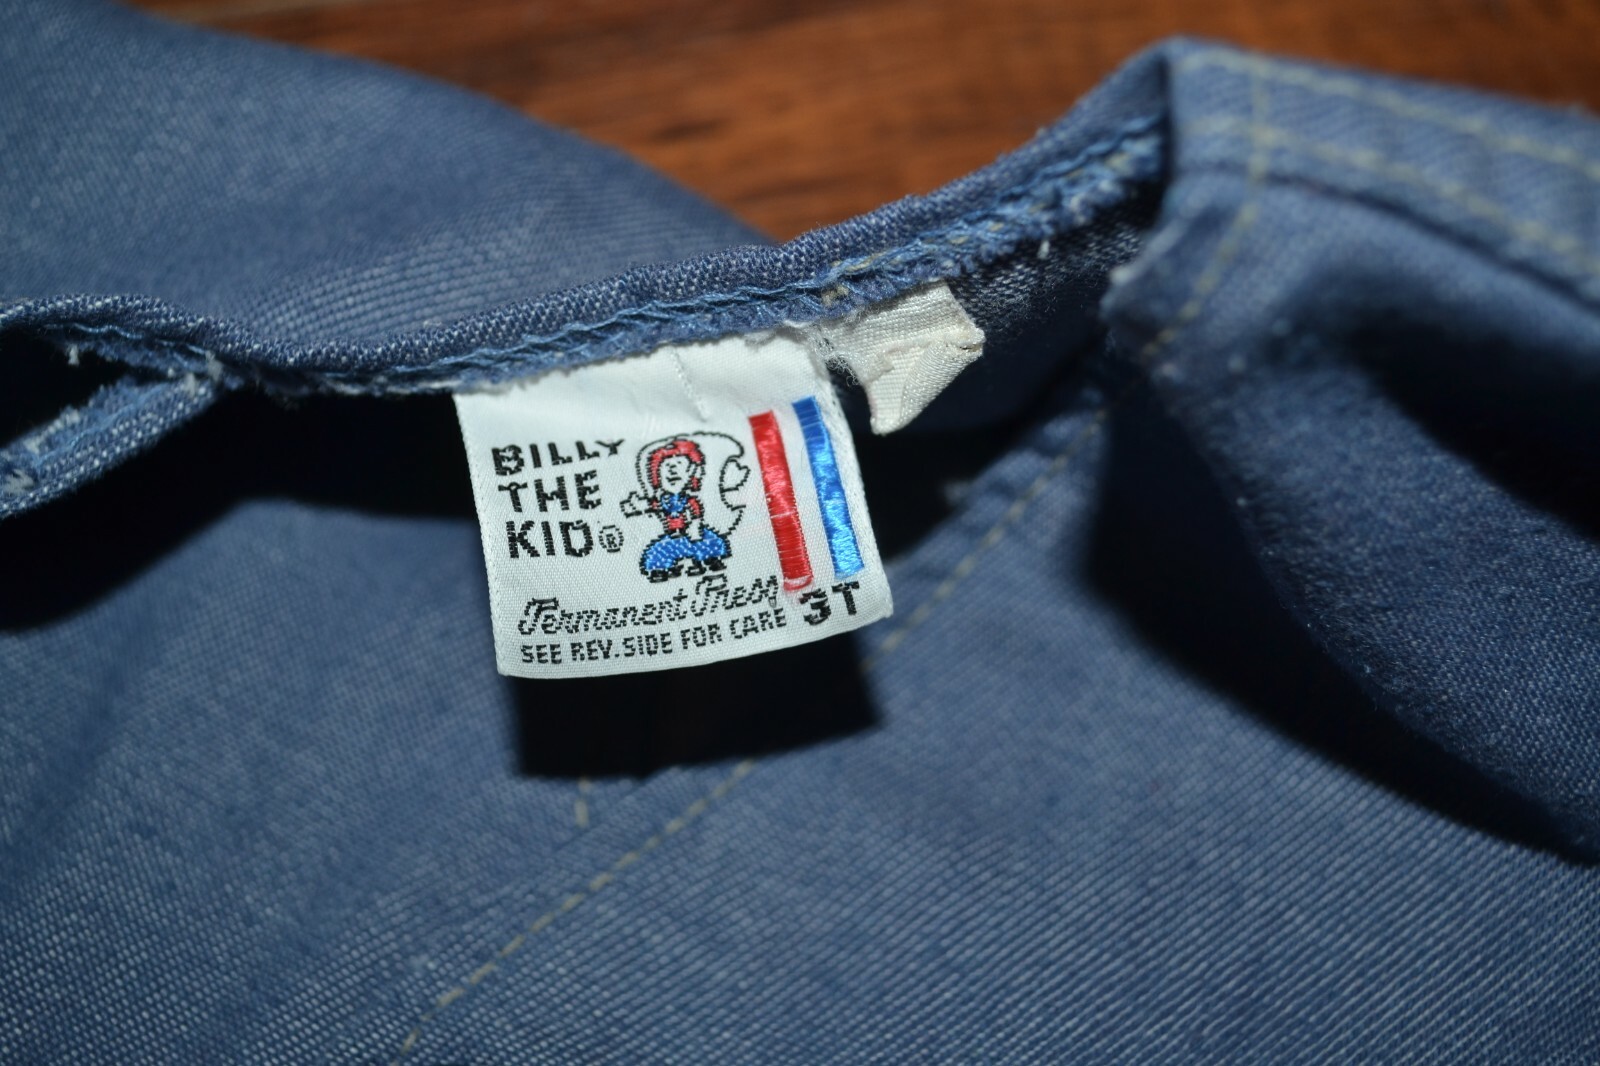 BILLY
THE
KID®
Permanent Press
3T
SEE REV. SIDE FOR CARE